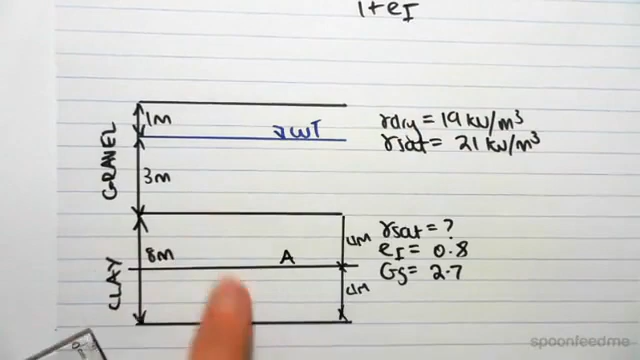 1+eI
1m
WT
γdry = 19 kN/m³
γsat = 21 kN/m³
GRAVEL
3m
γsat = ?
4m
eI = 0.8
8m
A
Gs = 2.7
CLAY
4m
spoonfeedme